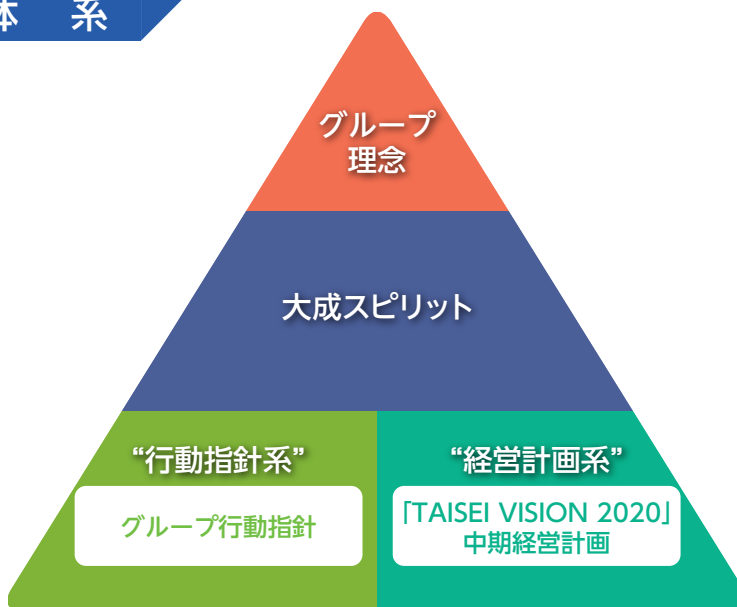 体 系
グループ
理念
大成スピリット
“行動指針系”
グループ行動指針
“経営計画系”
「TAISEI VISION 2020」
中期経営計画